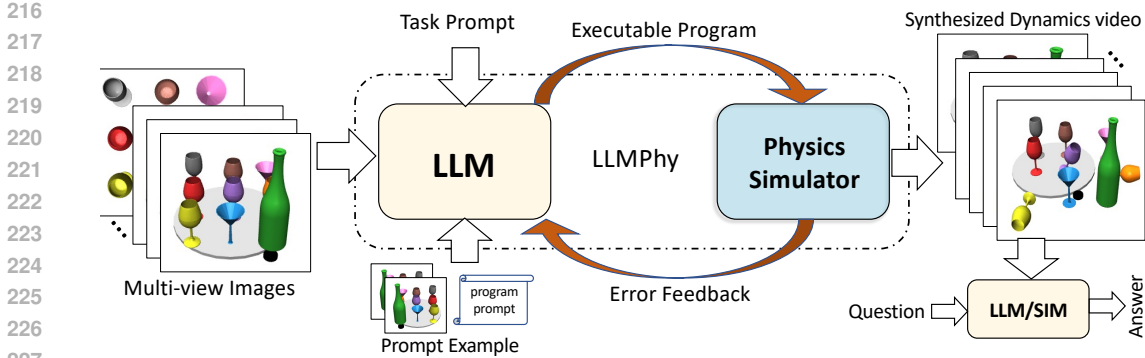 216
217
218
219
220
221
222
223
224
225
226
227
Task Prompt
Executable Program
Synthesized Dynamics video
LLM
LLMPhy
Physics
Simulator
Multi-view Images
program
prompt
Prompt Example
Error Feedback
Question
LLM/SIM
Answer